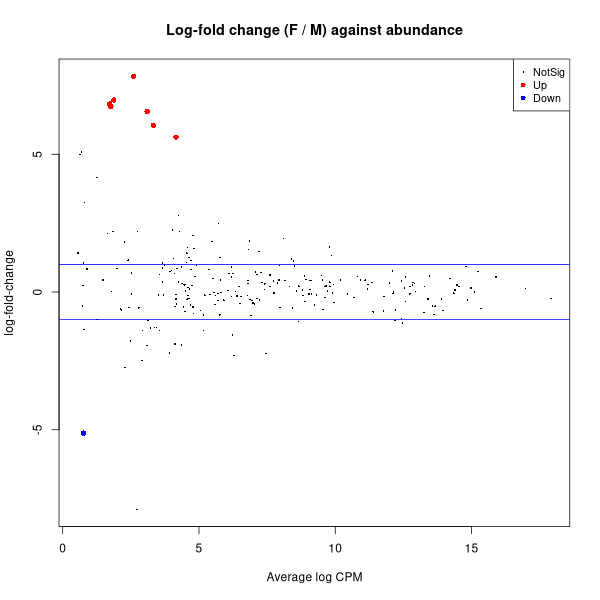 Log-fold change (F / M) against abundance
NotSig
Up
Down
5
0
-5
log-fold-change
0
5
10
15
Average log CPM